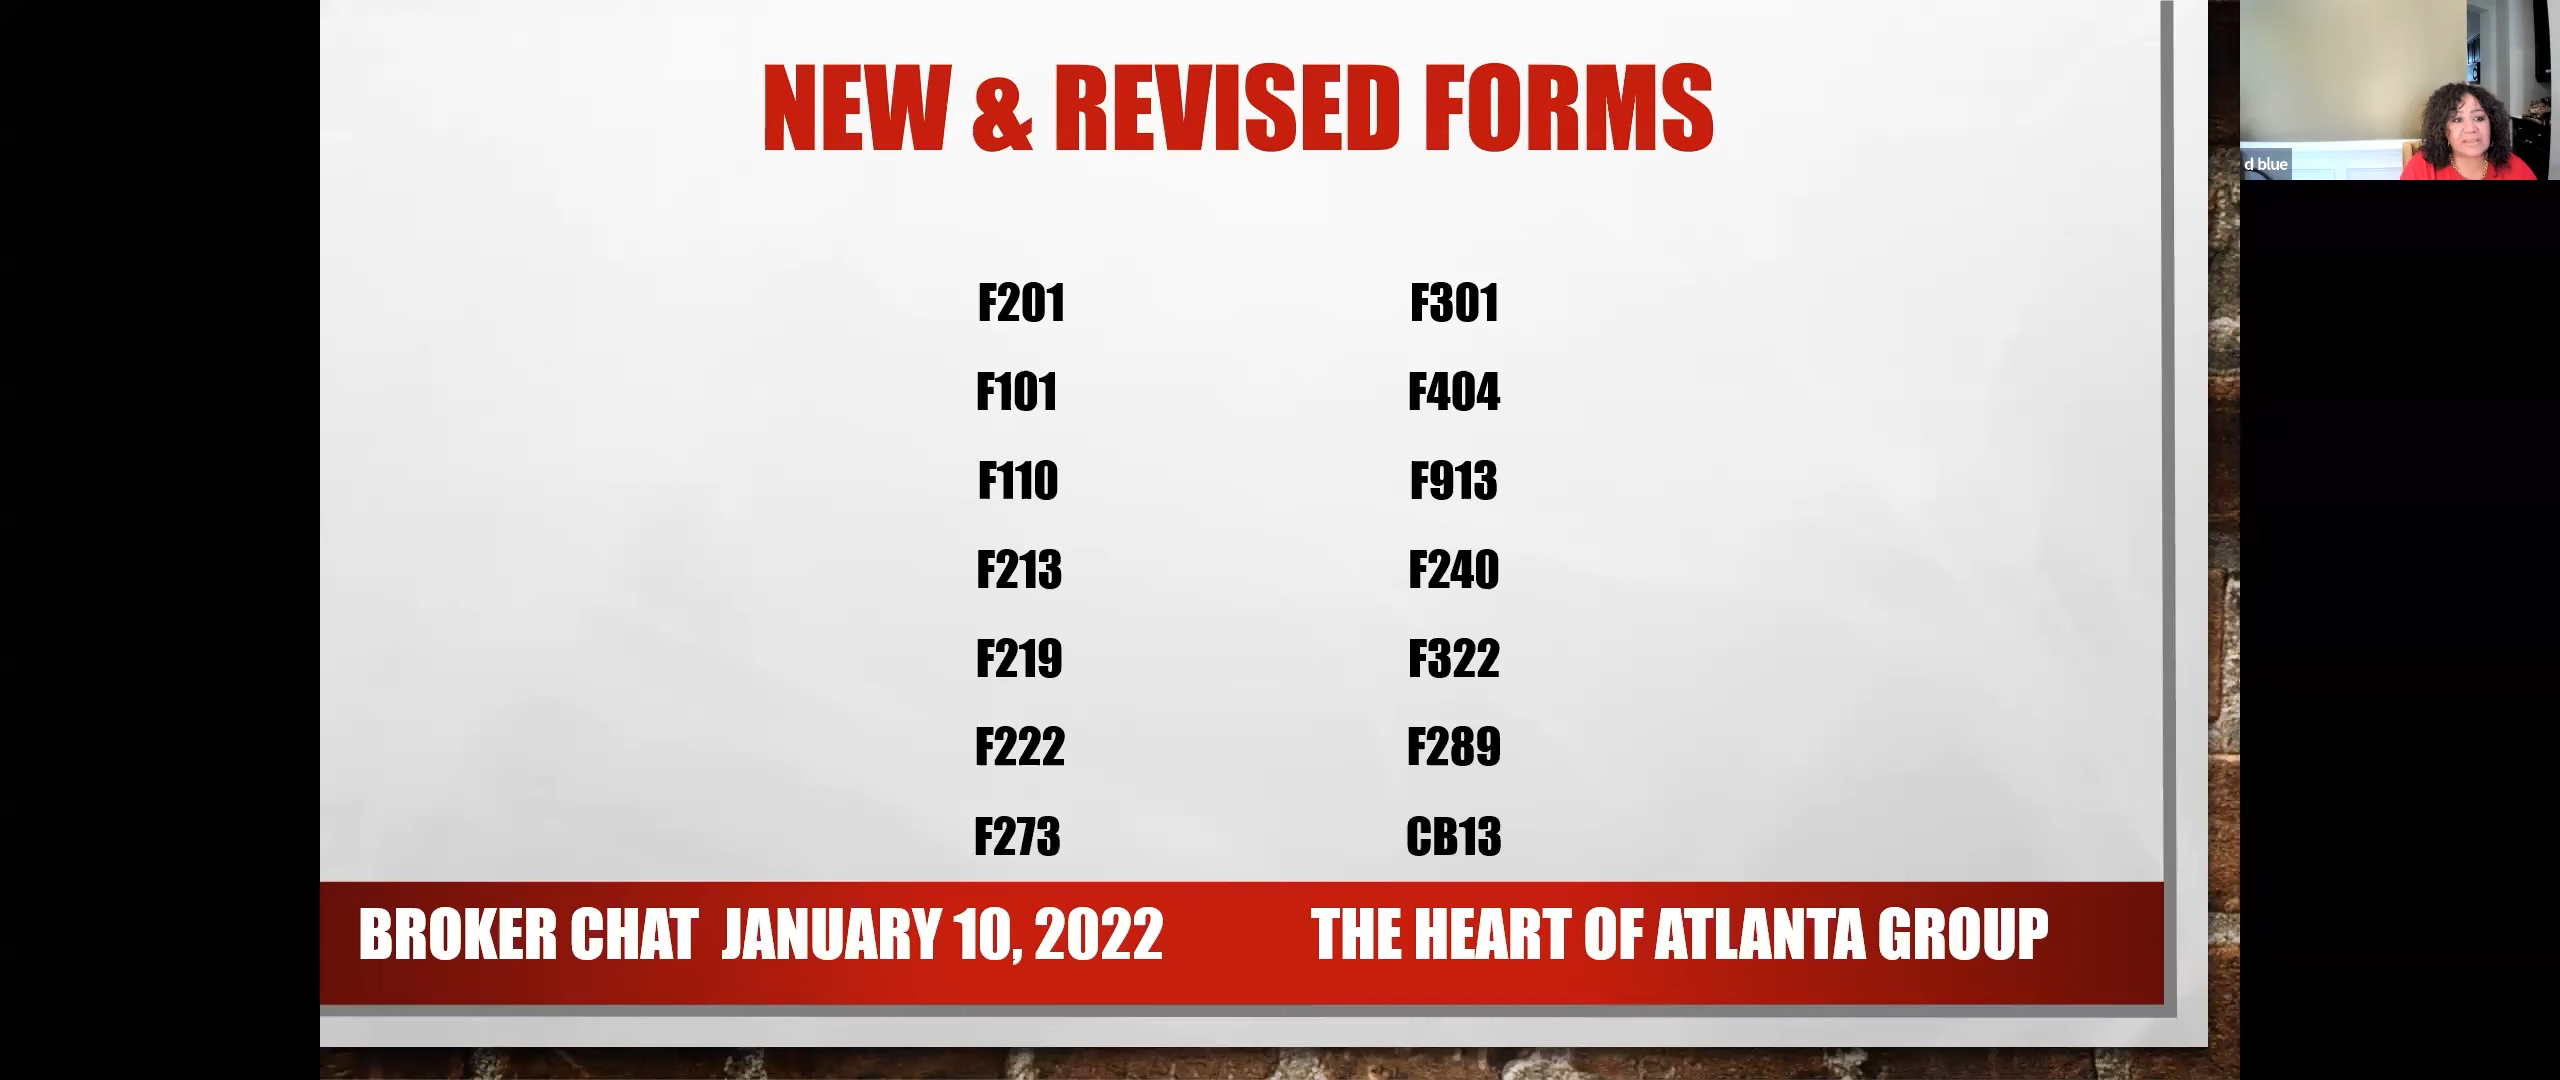 NEW & REVISED FORMS
d blue
F201 F301
F101 F404
F110 F913
F213 F240
F219 F322
F222 F289
F273 CB13
BROKER CHAT JANUARY 10, 2022 THE HEART OF ATLANTA GROUP